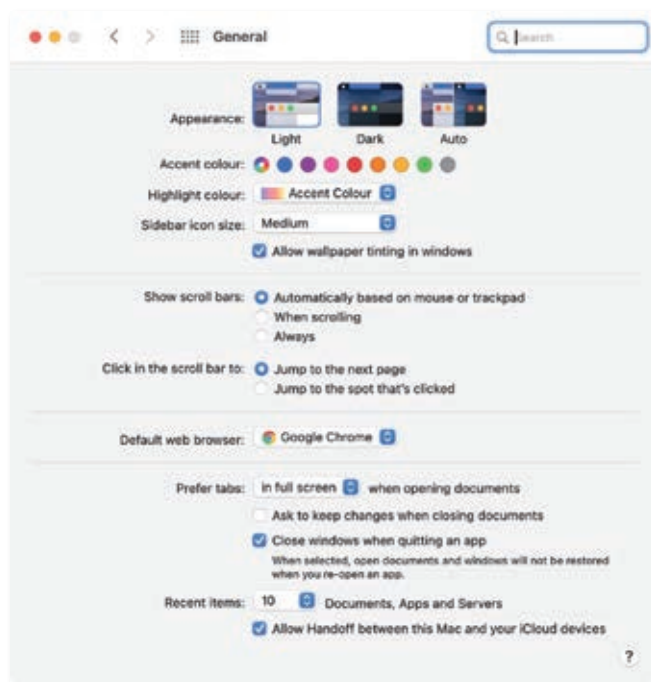 General
Search
Appearance:
Light Dark Auto
Accent colour:
Highlight colour: Accent Colour
Sidebar icon size: Medium
Allow wallpaper tinting in windows
Show scroll bars: Automatically based on mouse or trackpad
When scrolling
Always
Click in the scroll bar to: Jump to the next page
Jump to the spot that's clicked
Default web browser: Google Chrome
Prefer tabs: in full screen when opening documents
Ask to keep changes when closing documents
Close windows when quitting an app
When selected, open documents and windows will not be restored
when you re-open an app.
Recent items: 10 Documents, Apps and Servers
Allow Handoff between this Mac and your iCloud devices
?